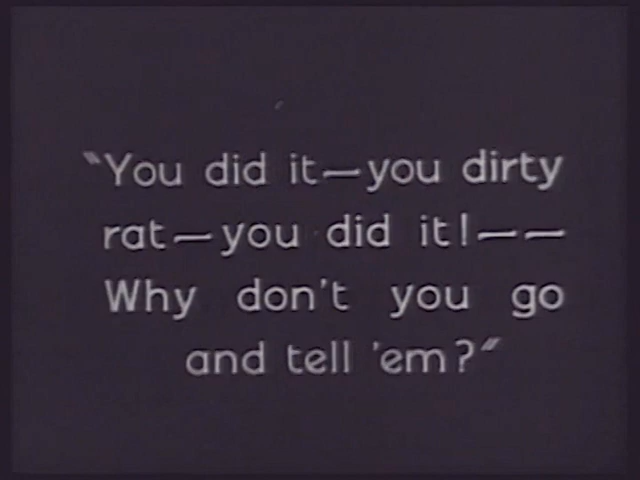 "You did it—you dirty
rat—you did it!——
Why don't you go
and tell 'em?"